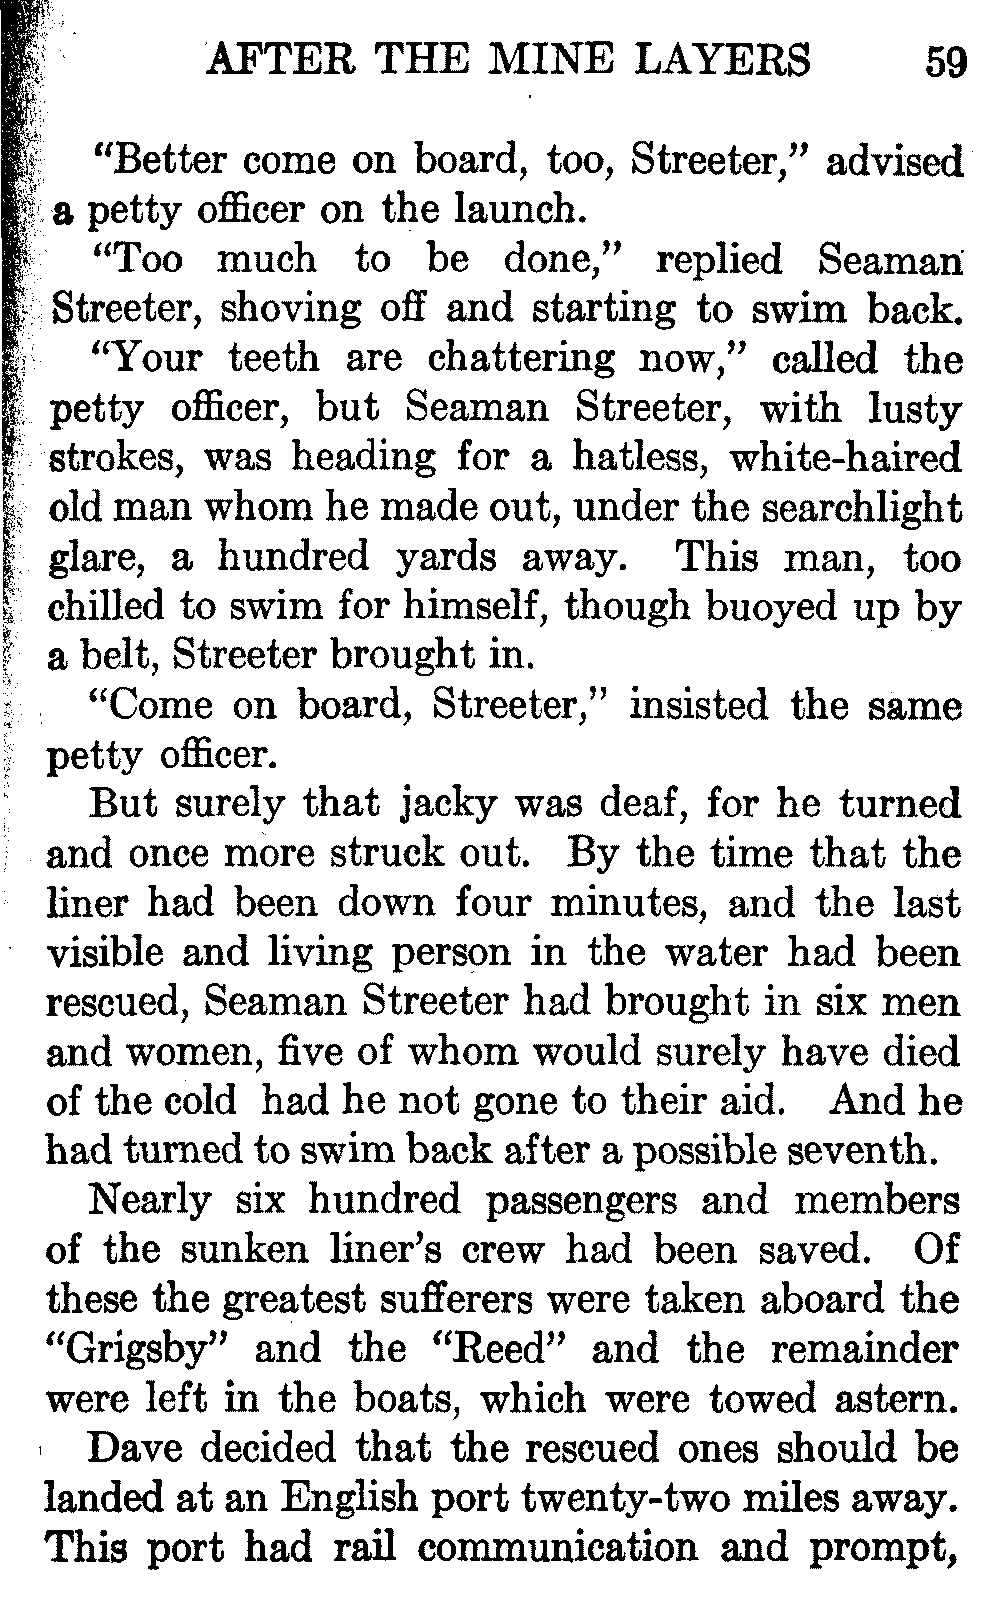 AFTER THE MINE LAYERS 59
“Better come on board, too, Streeter,” advised
a petty officer on the launch.
“Too much to be done,” replied Seaman
Streeter, shoving off and starting to swim back.
“Your teeth are chattering now,” called the
petty officer, but Seaman Streeter, with lusty
strokes, was heading for a hatless, white-haired
old man whom he made out, under the searchlight
glare, a hundred yards away. This man, too
chilled to swim for himself, though buoyed up by
a belt, Streeter brought in.
“Come on board, Streeter,” insisted the same
petty officer.
But surely that jacky was deaf, for he turned
and once more struck out. By the time that the
liner had been down four minutes, and the last
visible and living person in the water had been
rescued, Seaman Streeter had brought in six men
and women, five of whom would surely have died
of the cold had he not gone to their aid. And he
had turned to swim back after a possible seventh.
Nearly six hundred passengers and members
of the sunken liner’s crew had been saved. Of
these the greatest sufferers were taken aboard the
“Grigsby” and the “Reed” and the remainder
were left in the boats, which were towed astern.
Dave decided that the rescued ones should be
landed at an English port twenty-two miles away.
This port had rail communication and prompt,